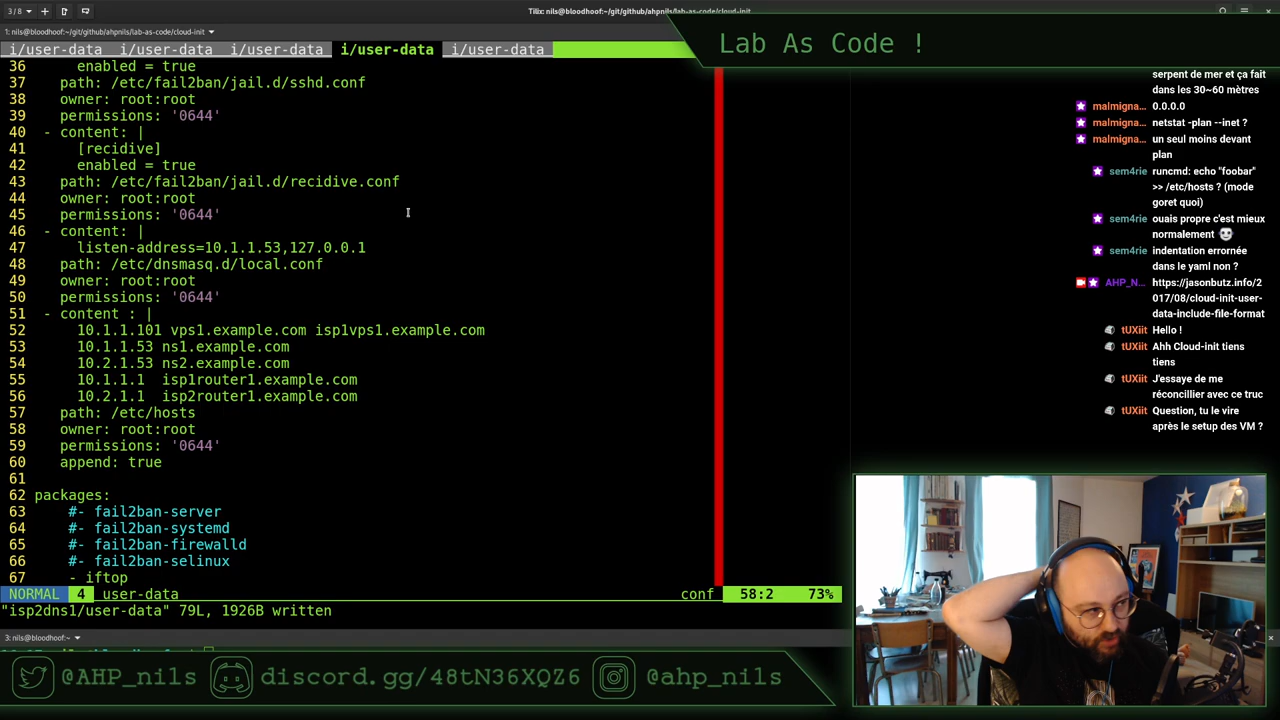 3/8
Tilix: nils@bloodhoof:~/git/github/ahpnils/lab-as-code/cloud-init
1: nils@bloodhoof:~/git/github/ahpnils/lab-as-code/cloud-init
i/user-data i/user-data i/user-data i/user-data i/user-data
Lab As Code !
36 enabled = true
37 path: /etc/fail2ban/jail.d/sshd.conf
38 owner: root:root
39 permissions: '0644'
40 - content: |
41 [recidive]
42 enabled = true
43 path: /etc/fail2ban/jail.d/recidive.conf
44 owner: root:root
45 permissions: '0644'
46 - content: |
47 listen-address=10.1.1.53,127.0.0.1
48 path: /etc/dnsmasq.d/local.conf
49 owner: root:root
50 permissions: '0644'
51 - content : |
52 10.1.1.101 vps1.example.com isp1vps1.example.com
53 10.1.1.53 ns1.example.com
54 10.2.1.53 ns2.example.com
55 10.1.1.1 isp1router1.example.com
56 10.2.1.1 isp2router1.example.com
57 path: /etc/hosts
58 owner: root:root
59 permissions: '0644'
60 append: true
61
62 packages:
63 #- fail2ban-server
64 #- fail2ban-systemd
65 #- fail2ban-firewalld
66 #- fail2ban-selinux
67 - iftop
NORMAL 4 user-data conf 58:2 73%
"isp2dns1/user-data" 79L, 1926B written
3: nils@bloodhoof:~
serpent de mer et ça fait
dans les 30~60 mètres
malmigna... 0.0.0.0
malmigna... netstat -plan --inet ?
malmigna... un seul moins devant
plan
sem4rie runcmd: echo "foobar"
>> /etc/hosts ? (mode
goret quoi)
sem4rie ouais propre c'est mieux
normalement
sem4rie indentation errornée
dans le yaml non ?
AHP_N... https://jasonbutz.info/2
017/08/cloud-init-user-
data-include-file-format
tUXiit Hello !
tUXiit Ahh Cloud-init tiens
tiens
tUXiit J'essaye de me
réconcilier avec ce truc
tUXiit Question, tu le vire
après le setup des VM ?
@AHP_nils discord.gg/48tN36XQZ6 @ahp_nils